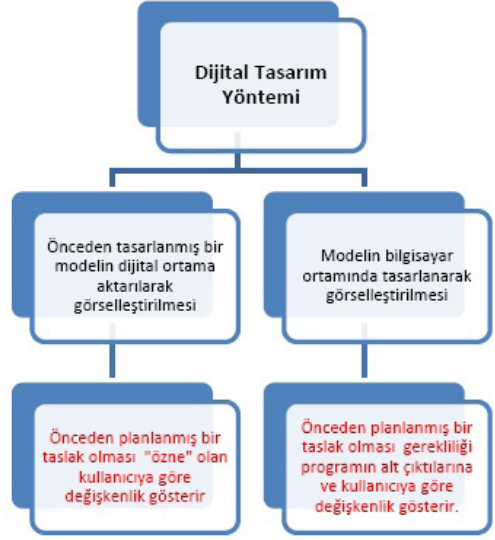 Dijital Tasarım
Yöntemi
Önceden tasarlanmış bir
modelin dijital ortama
aktarılarak
görselleştirilmesi
Modelin bilgisayar
ortamında tasarlanarak
görselleştirilmesi
Önceden planlanmış bir
taslak olması "özne" olan
kullanıcıya göre
değişkenlik gösterir
Önceden planlanmış bir
taslak olması gerekliliği
programın alt çıktılarına
ve kullanıcıya göre
değişkenlik gösterir.